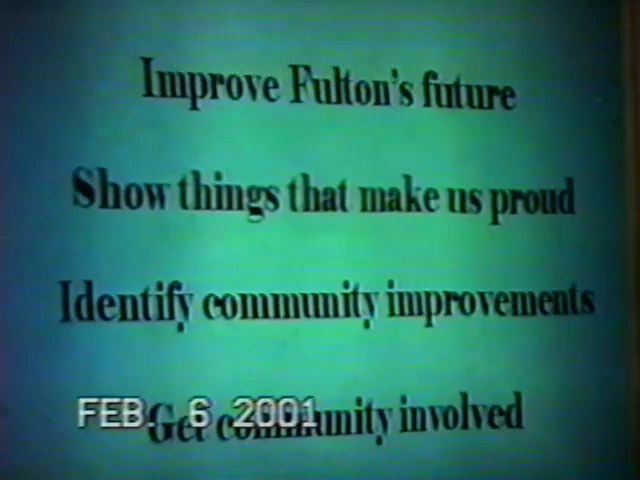 Improve Fulton's future
Show things that make us proud
Identify community improvements
Get community involved
FEB. 6 2001